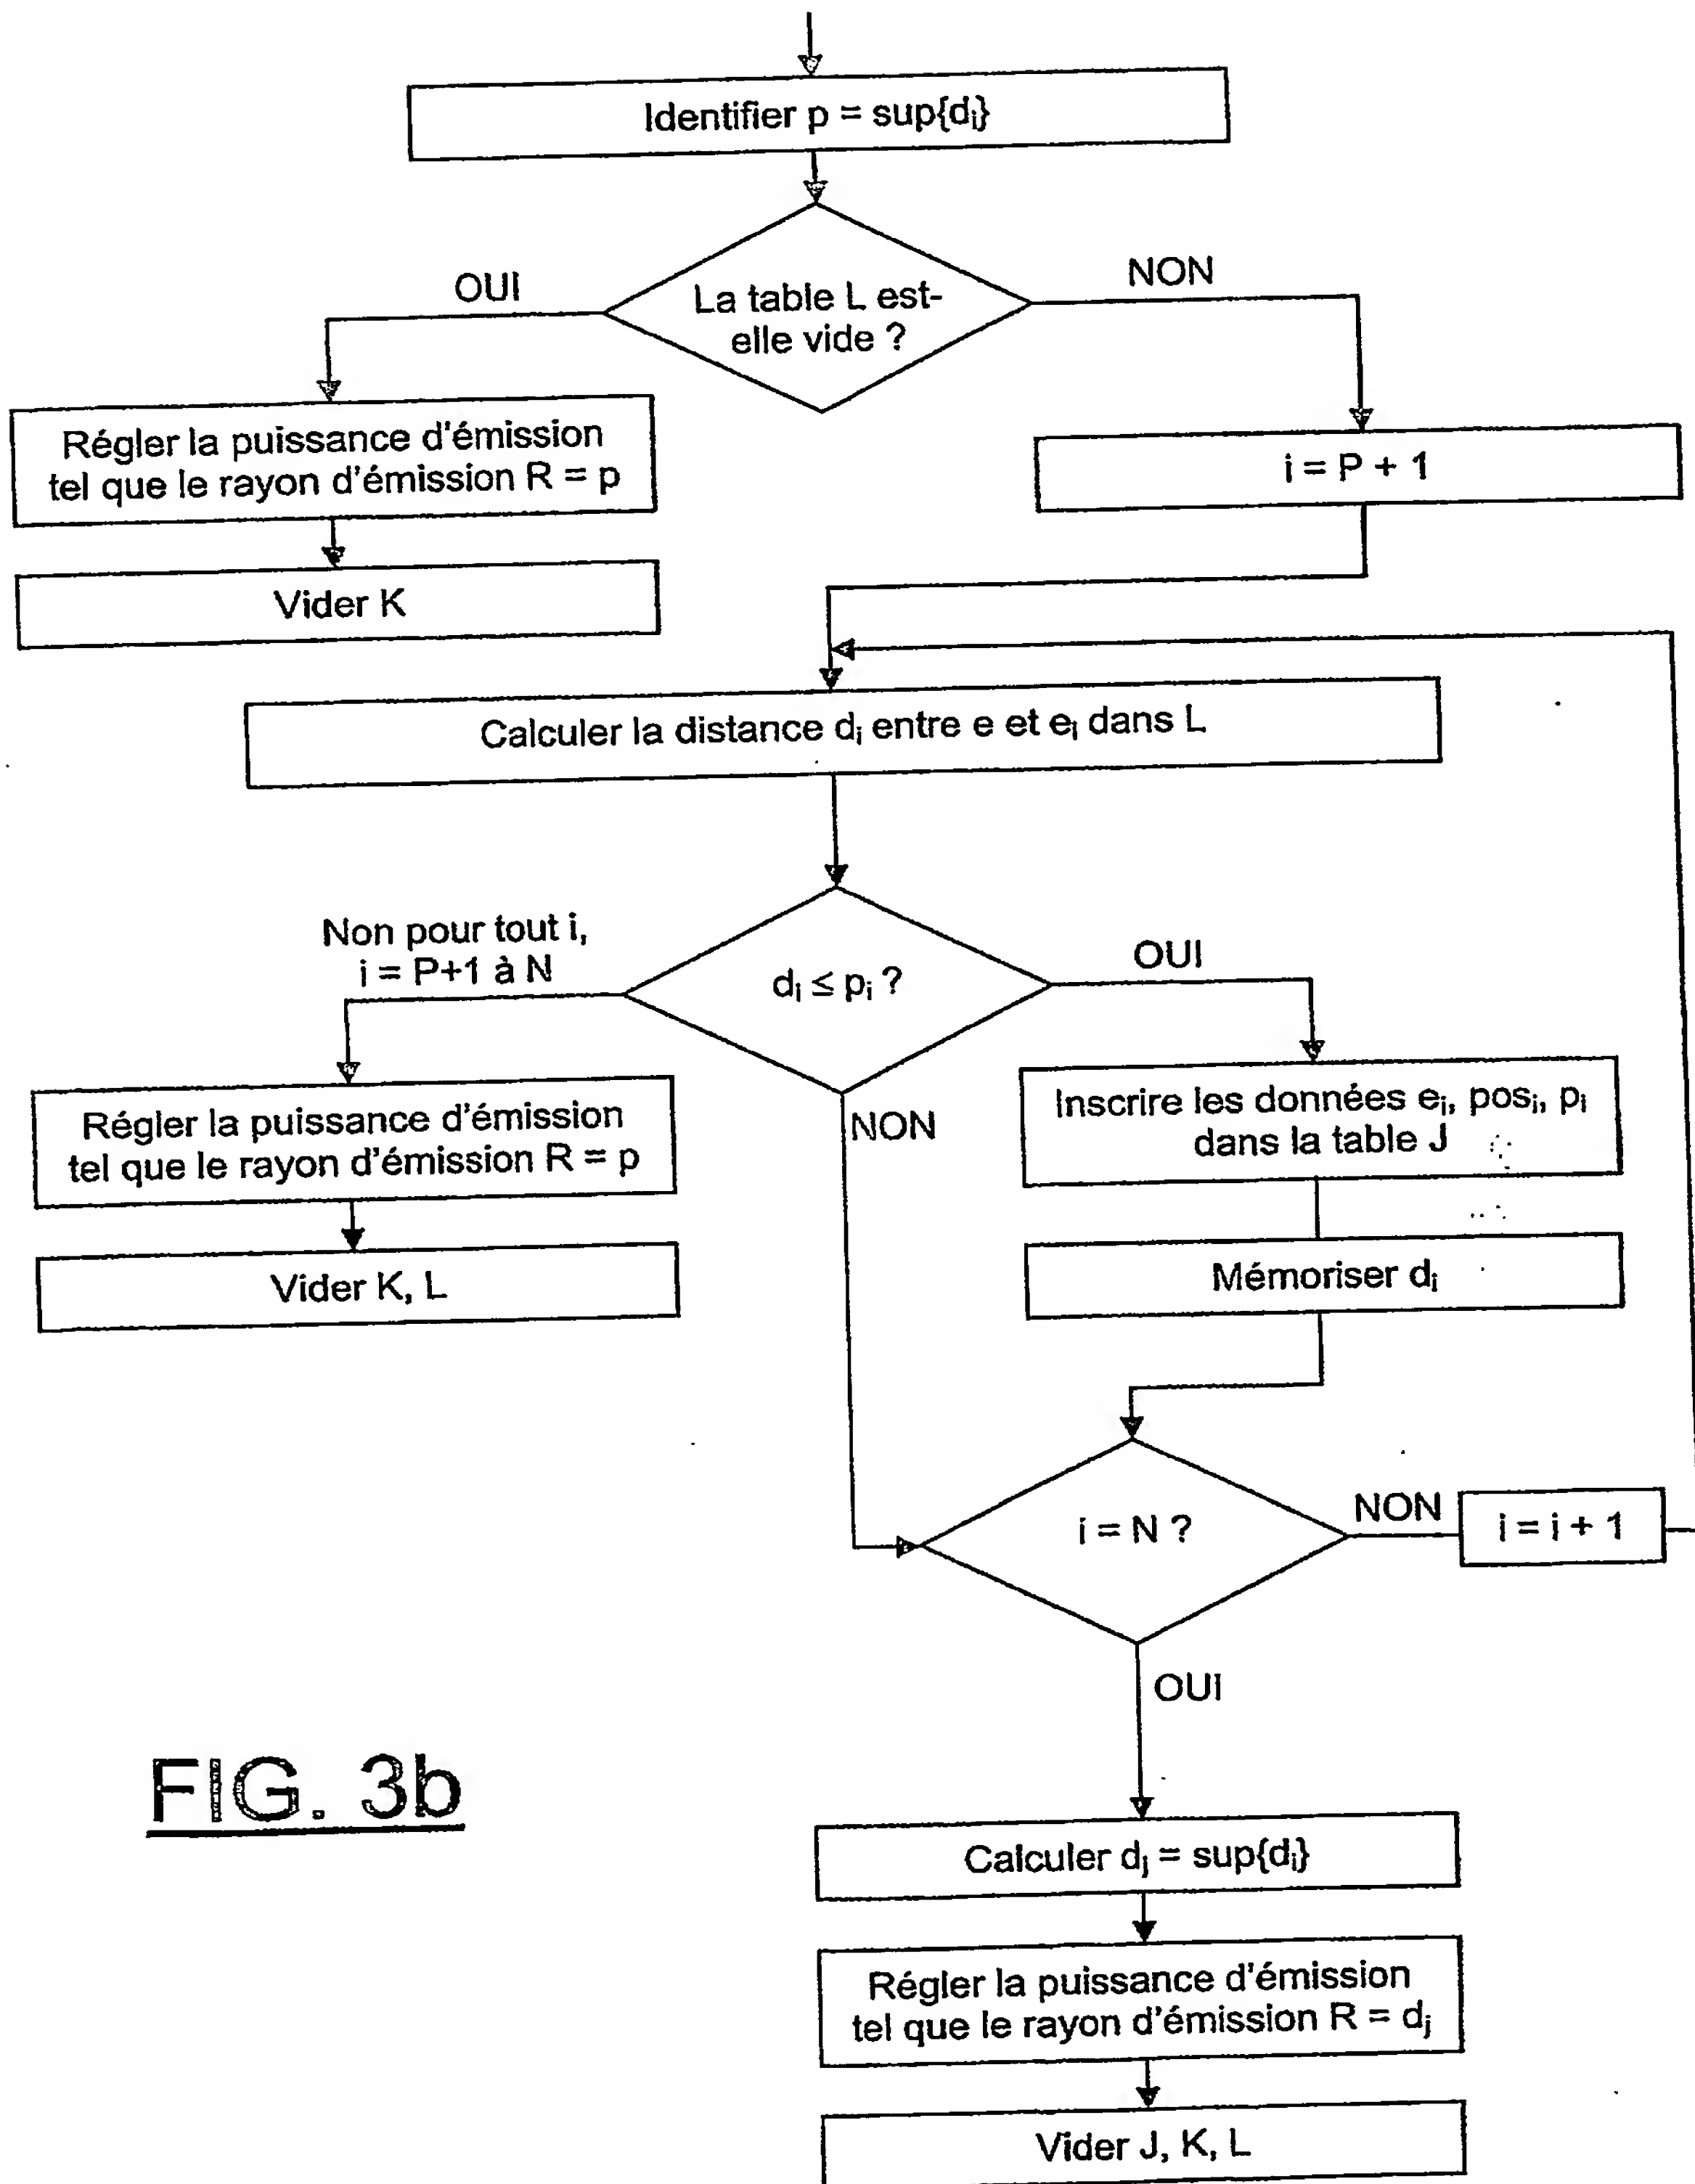 Identifier p = sup{dᵢ}
OUI
NON
La table L est-
elle vide ?
Régler la puissance d'émission
tel que le rayon d'émission R = p
i = P + 1
Vider K
Calculer la distance dᵢ entre e et eᵢ dans L
Non pour tout i,
i = P+1 à N
dᵢ ≤ pᵢ ?
OUI
Régler la puissance d'émission
tel que le rayon d'émission R = p
NON
Inscrire les données eᵢ, posᵢ, pᵢ
dans la table J
Vider K, L
Mémoriser dᵢ
i = N ?
NON
i = i + 1
OUI
FIG. 3b
Calculer dⱼ = sup{dᵢ}
Régler la puissance d'émission
tel que le rayon d'émission R = dⱼ
Vider J, K, L